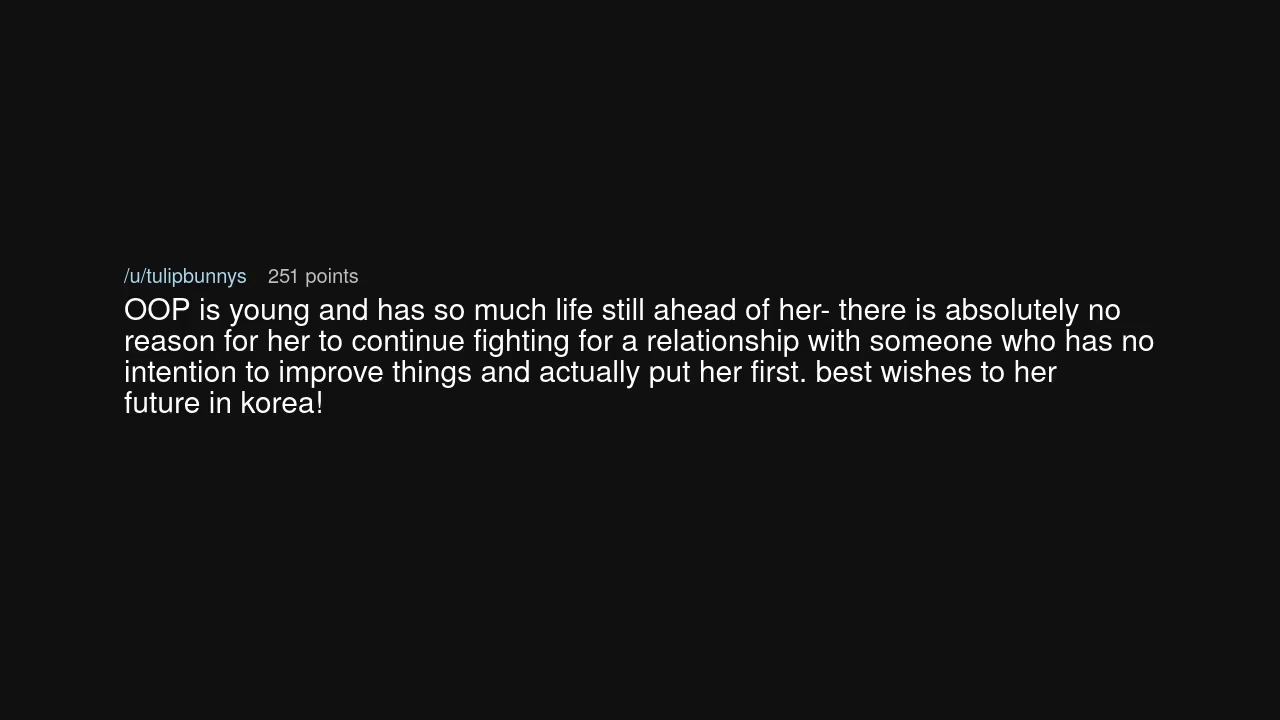 /u/tulipbunnys 251 points
OOP is young and has so much life still ahead of her- there is absolutely no
reason for her to continue fighting for a relationship with someone who has no
intention to improve things and actually put her first. best wishes to her
future in korea!